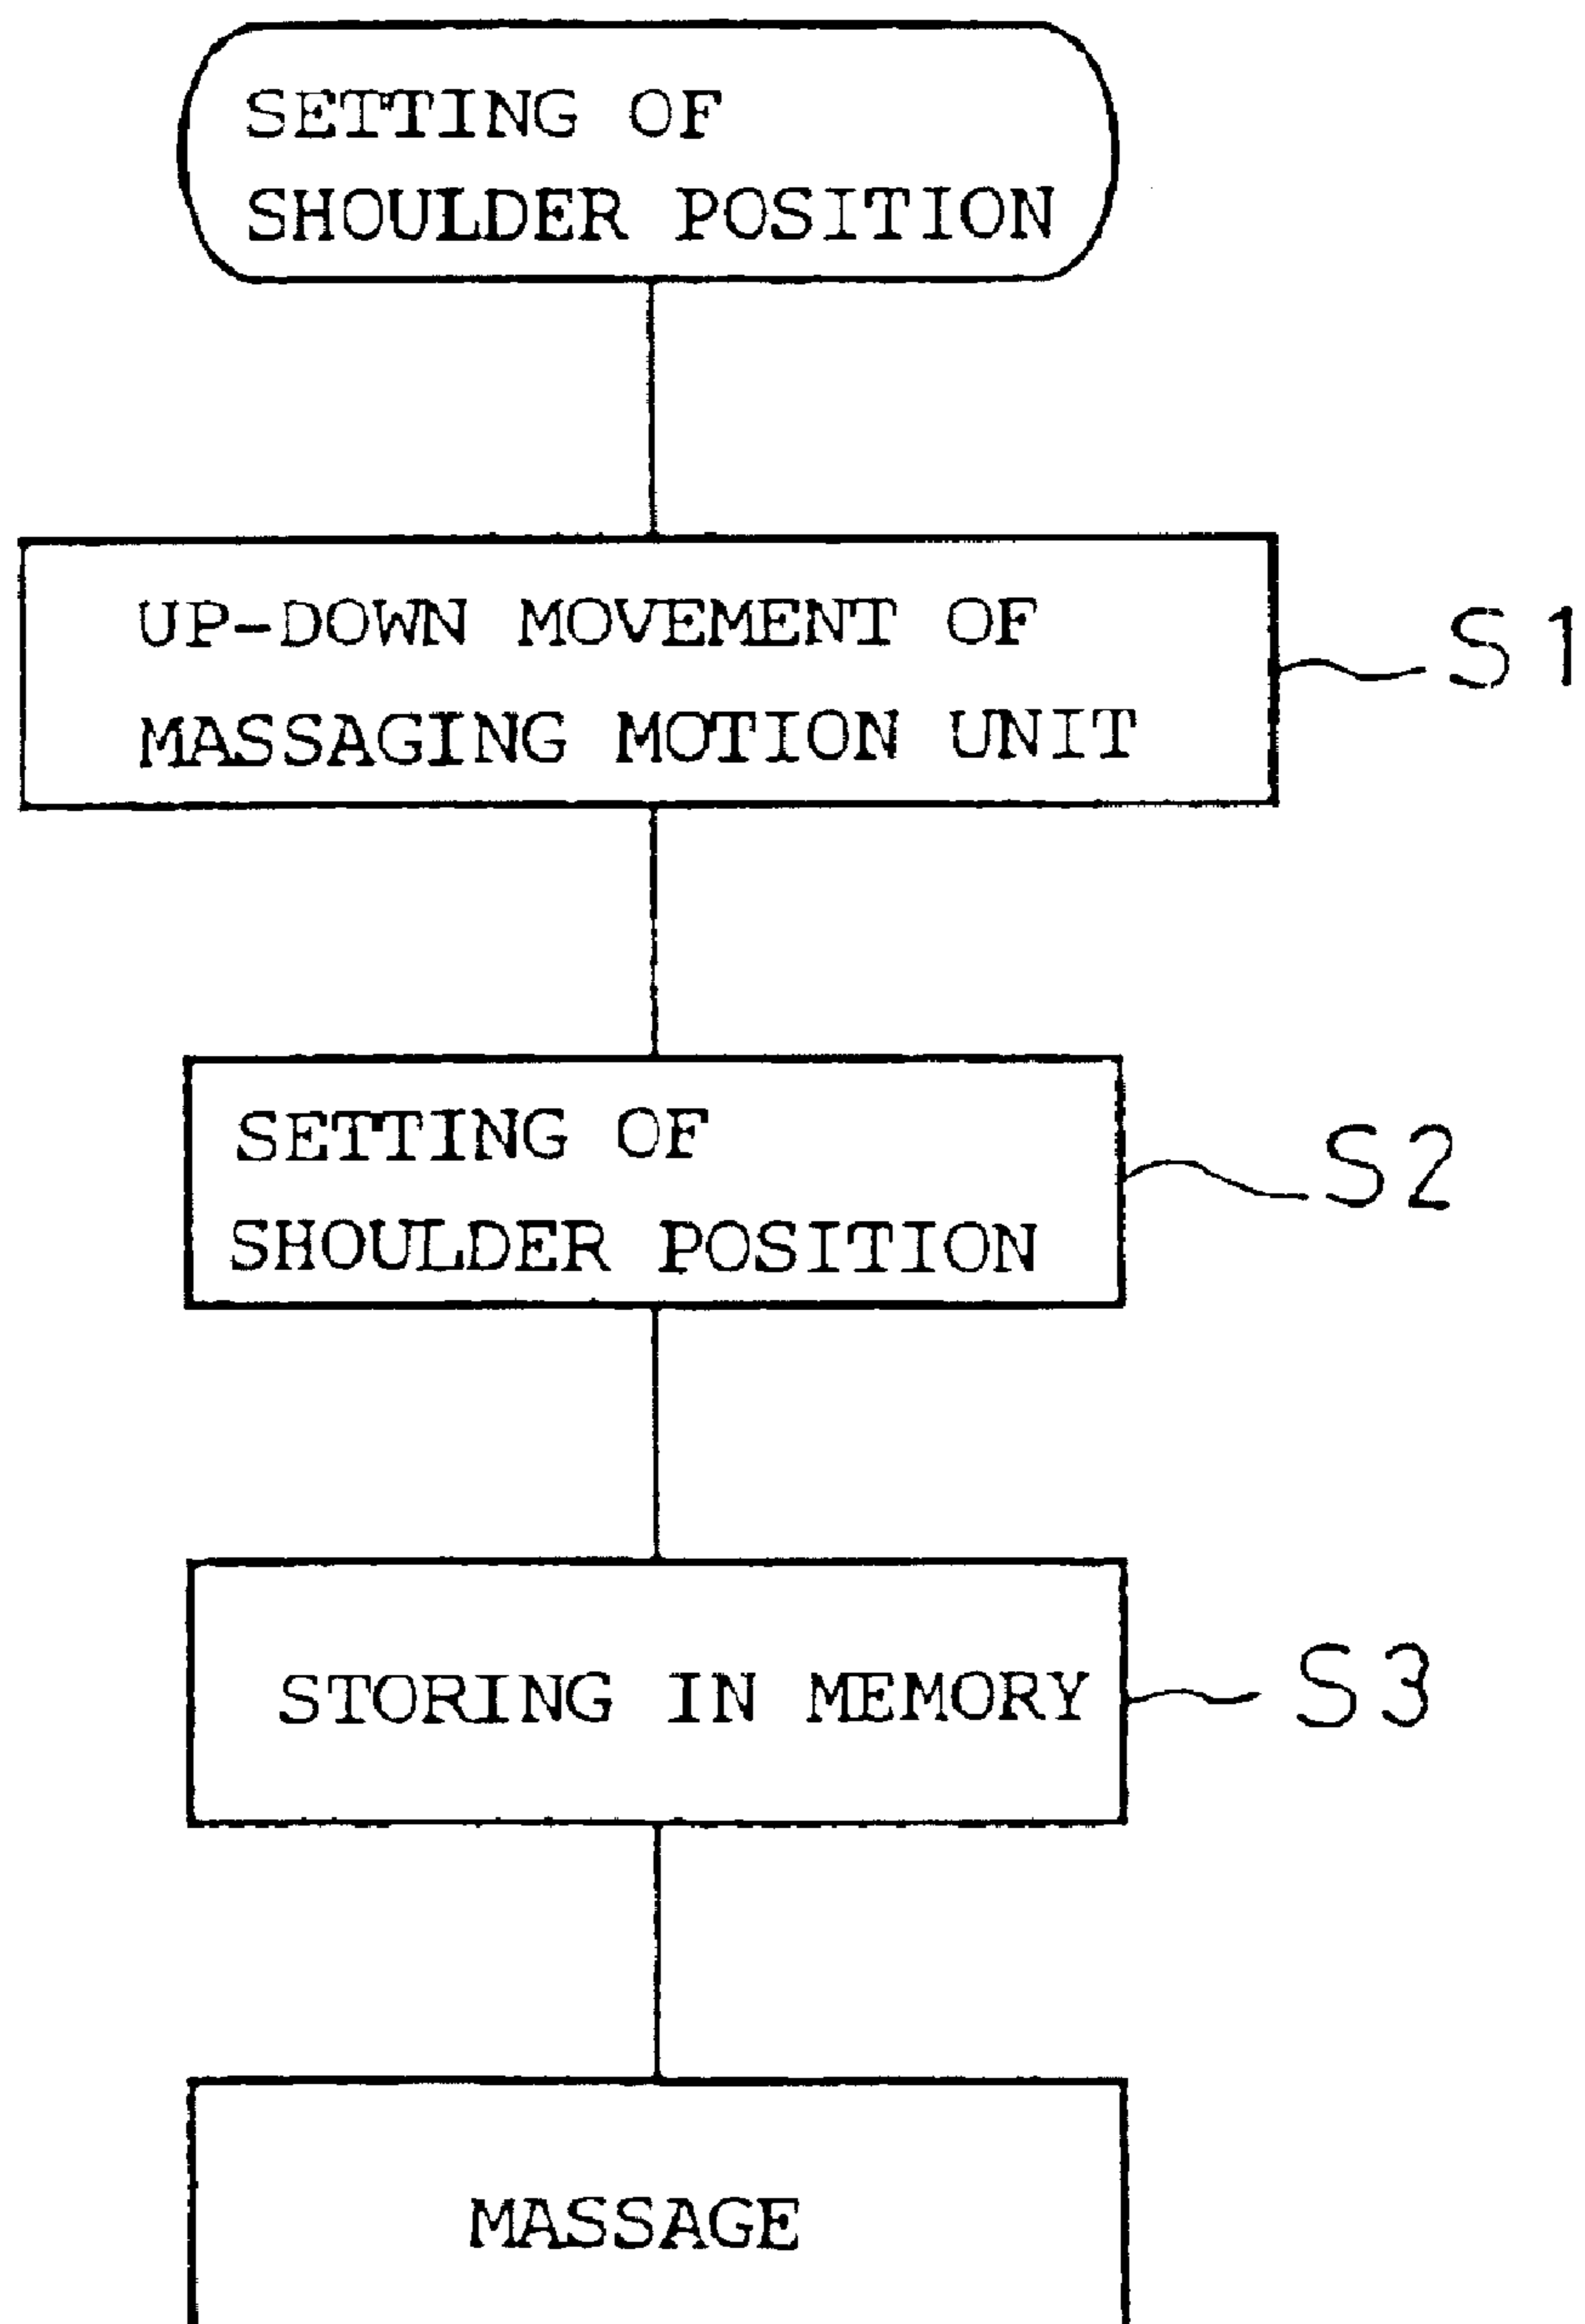 SETTING OF
SHOULDER POSITION
UP-DOWN MOVEMENT OF
MASSAGING MOTION UNIT
S1
SETTING OF
SHOULDER POSITION
S2
STORING IN MEMORY
S3
MASSAGE